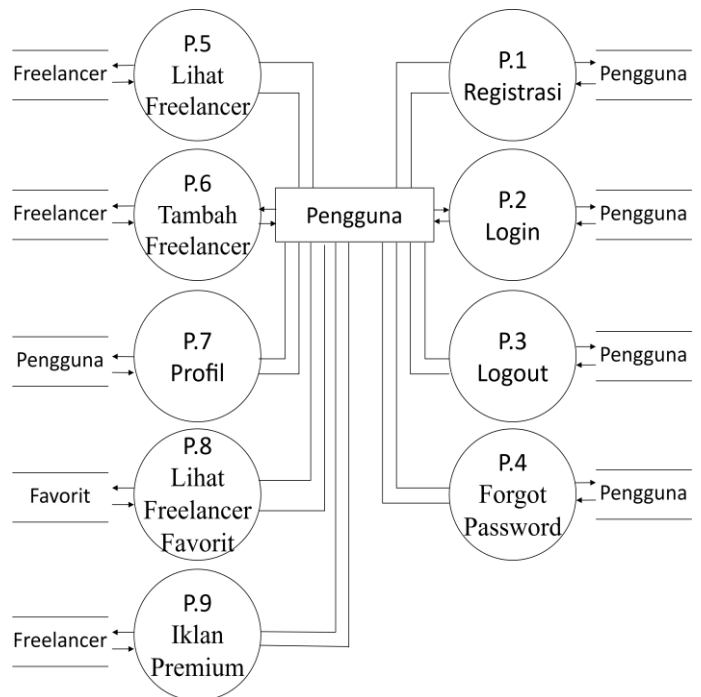 Freelancer
P.5
Lihat
Freelancer
P.1
Registrasi
Pengguna
Freelancer
P.6
Tambah
Freelancer
Pengguna
P.2
Login
Pengguna
Pengguna
P.7
Profil
P.3
Logout
Pengguna
Favorit
P.8
Lihat
Freelancer
Favorit
P.4
Forgot
Password
Pengguna
Freelancer
P.9
Iklan
Premium